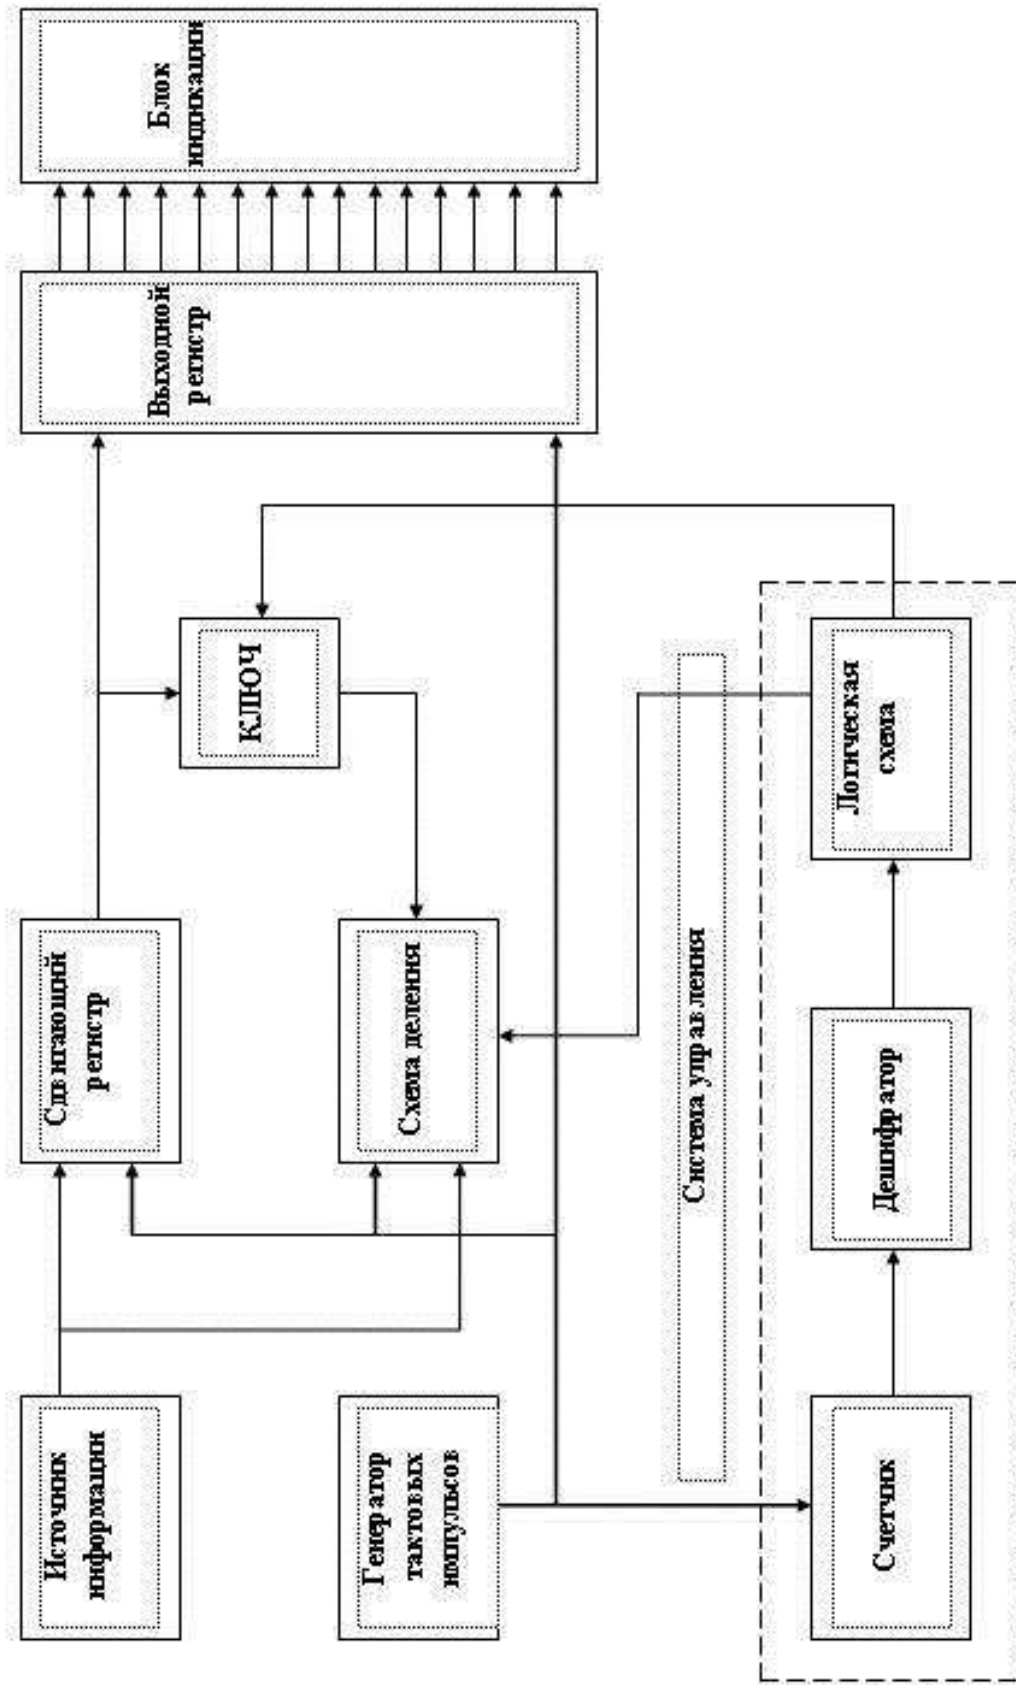 Источник
информации
Сдвигающий
регистр
Генератор
тактовых
импульсов
Схема деления
КЛЮЧ
Выходной
регистр
Блок
индикации
Система управления
Счетчик
Дешифратор
Логическая
схема